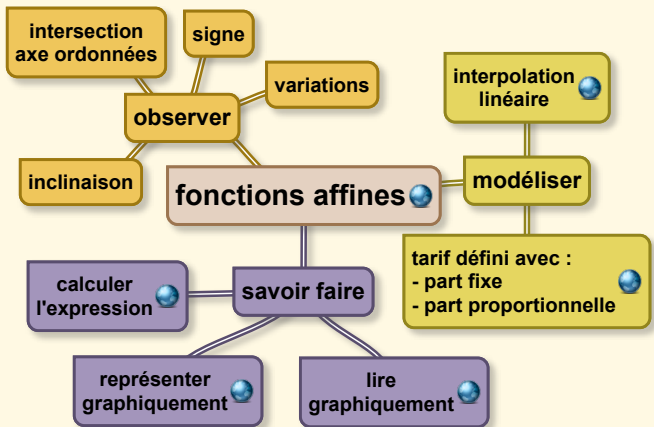 intersection
axe ordonnées
signe
variations
observer
inclinaison
fonctions affines
interpolation
linéaire
modéliser
tarif défini avec :
- part fixe
- part proportionnelle
savoir faire
calculer
l'expression
représenter
graphiquement
lire
graphiquement